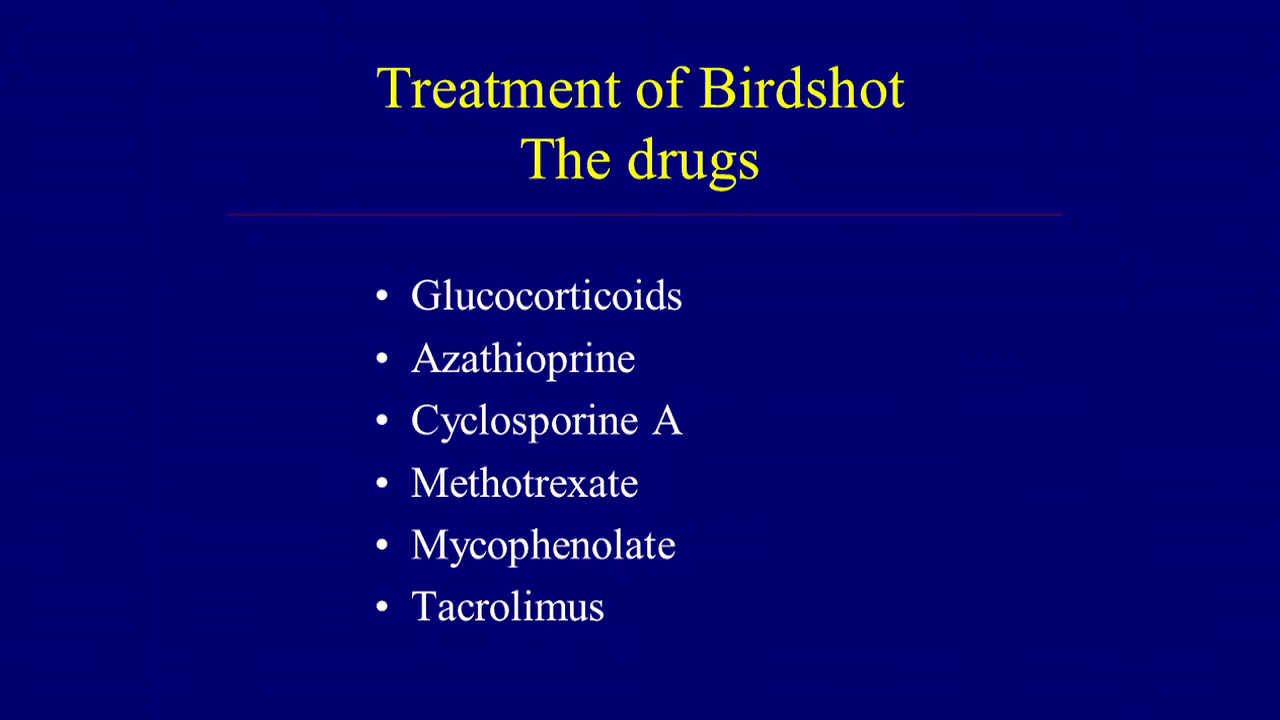 Treatment of Birdshot
The drugs
• Glucocorticoids
• Azathioprine
• Cyclosporine A
• Methotrexate
• Mycophenolate
• Tacrolimus